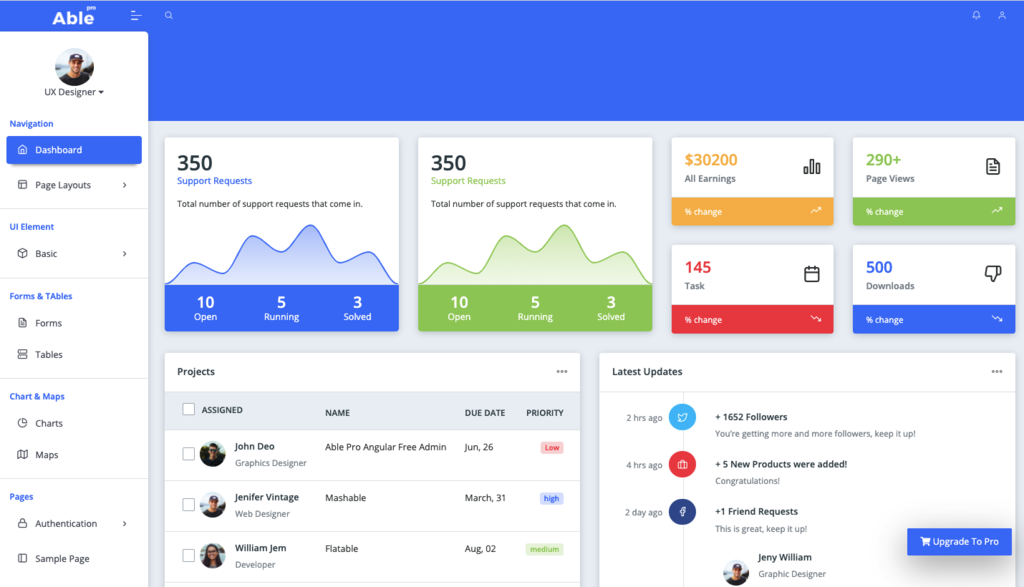 Able pro
UX Designer
Navigation
Dashboard
Page Layouts
UI Element
Basic
Forms & TAbles
Forms
Tables
Chart & Maps
Charts
Maps
Pages
Authentication
Sample Page
350
Support Requests
Total number of support requests that come in.
10 5 3
Open Running Solved
350
Support Requests
Total number of support requests that come in.
10 5 3
Open Running Solved
$30200
All Earnings
% change
290+
Page Views
% change
145
Task
% change
500
Downloads
% change
Projects
ASSIGNED NAME DUE DATE PRIORITY
John Deo Able Pro Angular Free Admin Jun, 26 Low
Graphics Designer
Jenifer Vintage Mashable March, 31 high
Web Designer
William Jem Flatable Aug, 02 medium
Developer
Latest Updates
2 hrs ago + 1652 Followers
You're getting more and more followers, keep it up!
4 hrs ago + 5 New Products were added!
Congratulations!
2 day ago +1 Friend Requests
This is great, keep it up!
Jeny William
Graphic Designer
Upgrade To Pro